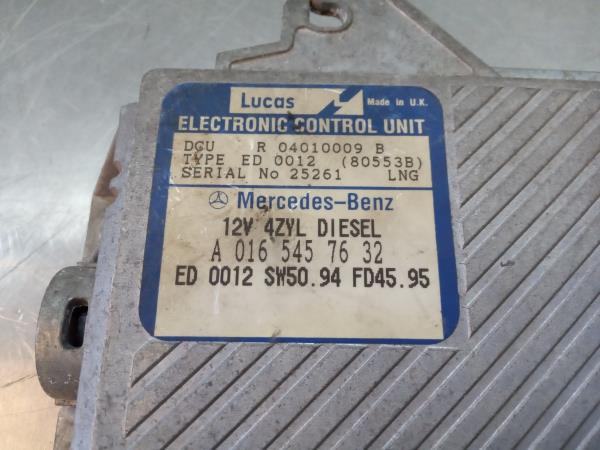 Lucas Made in U.K.
ELECTRONIC CONTROL UNIT
DCU R 04010009 B
TYPE ED 0012 (80553B)
SERIAL No 25261 LNG
Mercedes-Benz
12V 4ZYL DIESEL
A 016 545 76 32
ED 0012 SW50.94 FD45.95